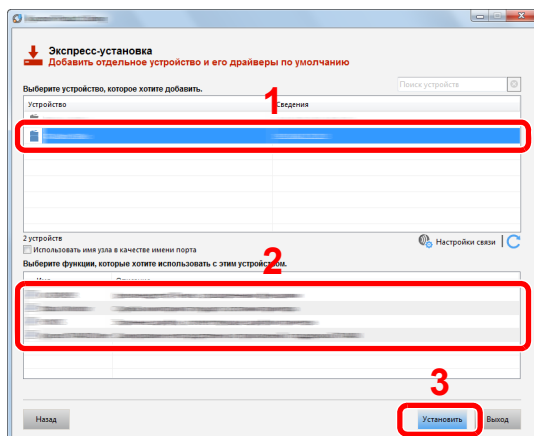 Экспресс-установка
Добавить отдельное устройство и его драйверы по умолчанию
Выберите устройство, которое хотите добавить.
Поиск устройств
1
Устройство Сведения
2 устройств
Настройки связи
Использовать имя узла в качестве имени порта
2
Выберите функции, которые хотите использовать с этим устройством.
Имя Описание
3
Назад Установить Выход